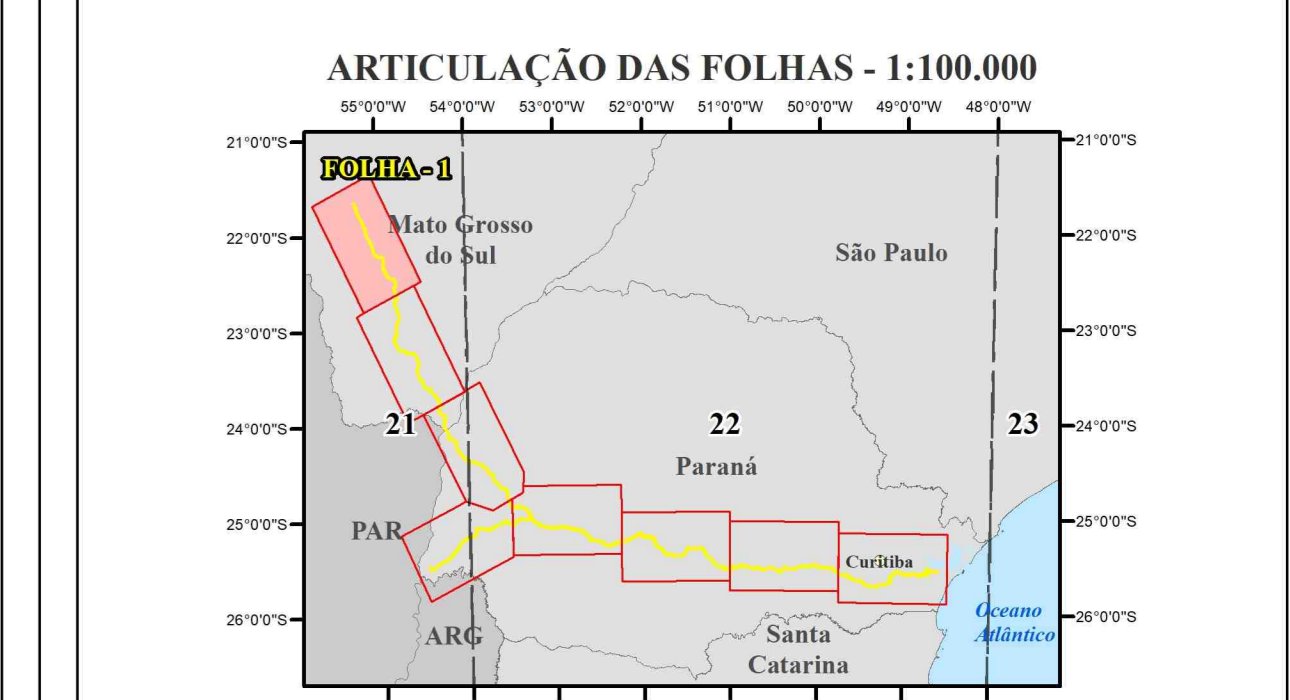 ARTICULAÇÃO DAS FOLHAS - 1:100.000
55°0'0"W 54°0'0"W 53°0'0"W 52°0'0"W 51°0'0"W 50°0'0"W 49°0'0"W 48°0'0"W
21°0'0"S 21°0'0"S
FOLHA - 1
Mato Grosso
do Sul
22°0'0"S 22°0'0"S
São Paulo
23°0'0"S 23°0'0"S
21 22 23
24°0'0"S 24°0'0"S
Paraná
PAR
25°0'0"S 25°0'0"S
Curitiba
Oceano
Atlântico
26°0'0"S 26°0'0"S
ARG
Santa
Catarina